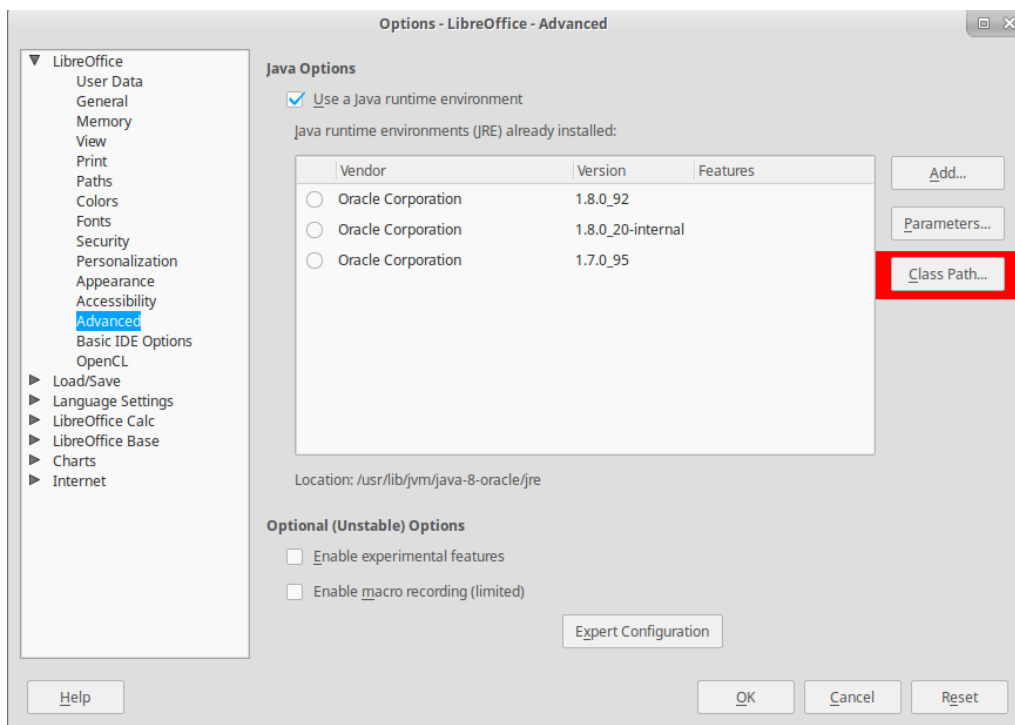 Options - LibreOffice - Advanced
LibreOffice
User Data
General
Memory
View
Print
Paths
Colors
Fonts
Security
Personalization
Appearance
Accessibility
Advanced
Basic IDE Options
OpenCL
Load/Save
Language Settings
LibreOffice Calc
LibreOffice Base
Charts
Internet
Java Options
Use a Java runtime environment
Java runtime environments (JRE) already installed:
Vendor Version Features
Oracle Corporation 1.8.0_92
Oracle Corporation 1.8.0_20-internal
Oracle Corporation 1.7.0_95
Add...
Parameters...
Class Path...
Location: /usr/lib/jvm/java-8-oracle/jre
Optional (Unstable) Options
Enable experimental features
Enable macro recording (limited)
Expert Configuration
Help OK Cancel Reset